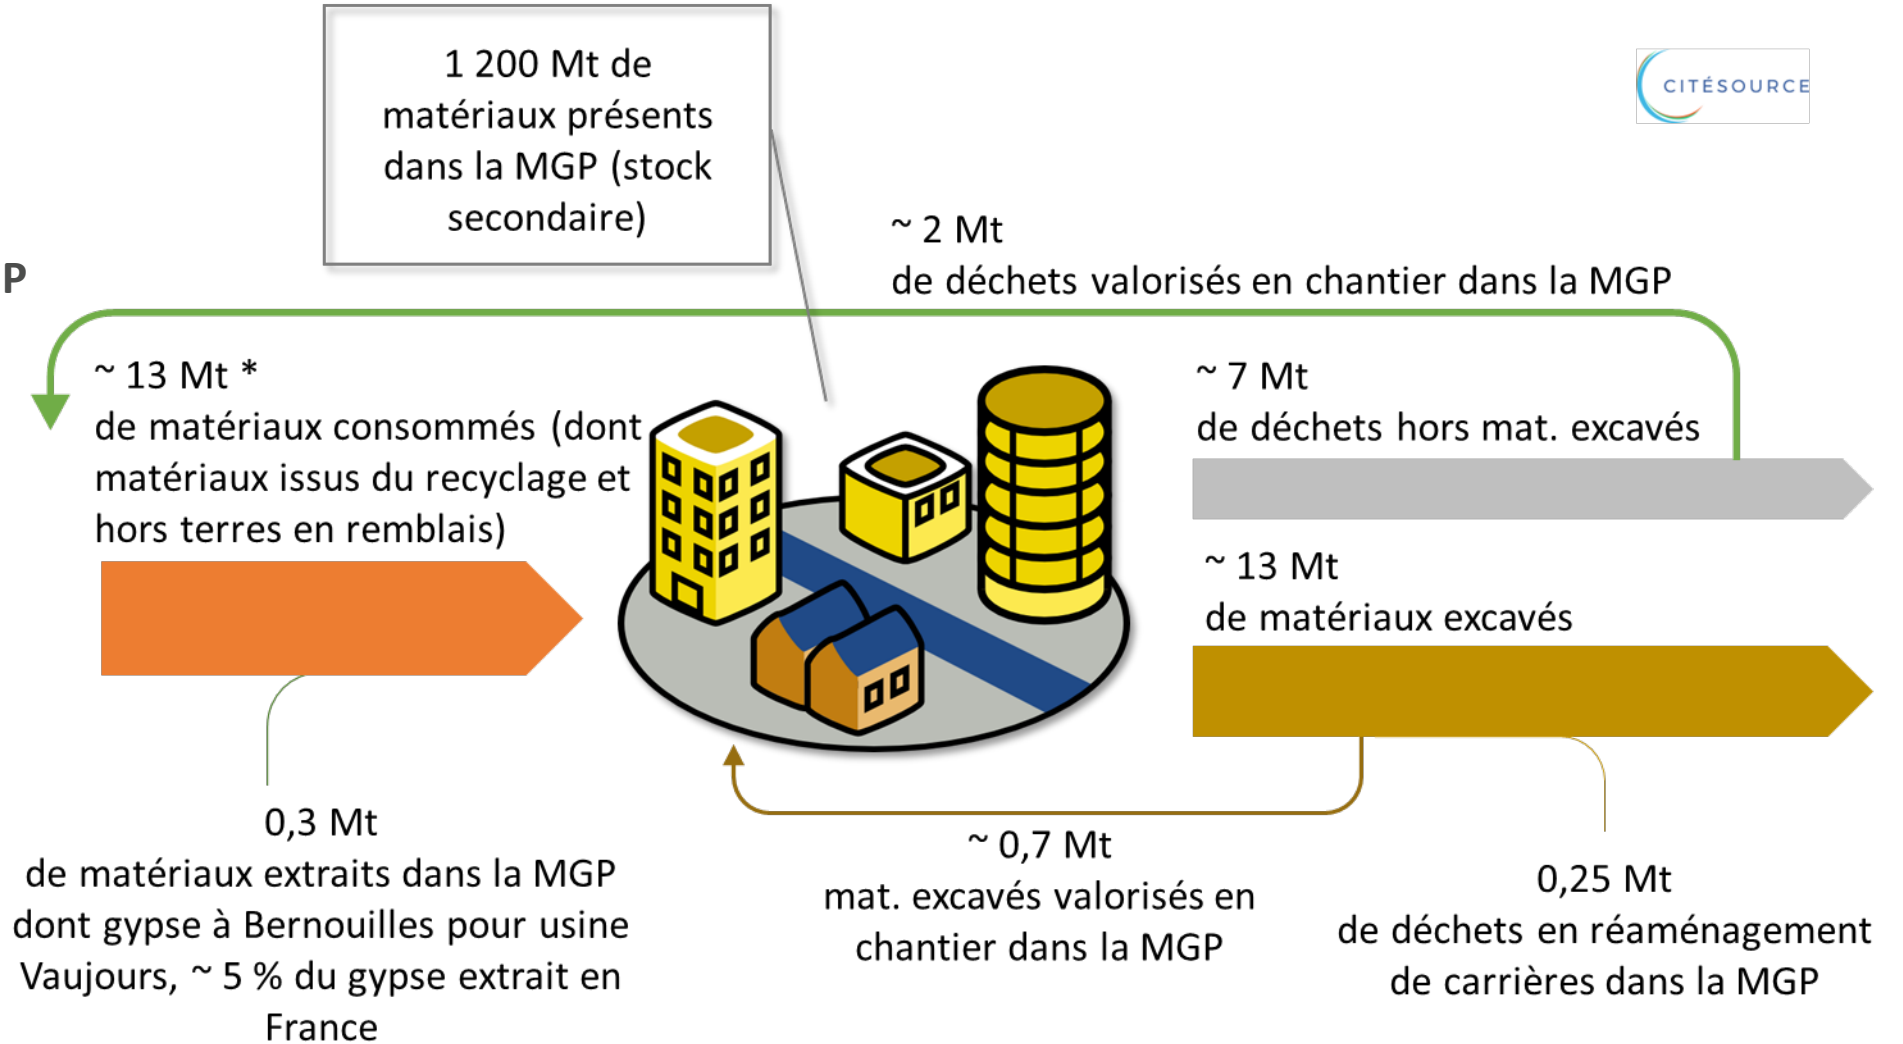 1 200 Mt de
matériaux présents
dans la MGP (stock
secondaire)
CITÉSOURCE
~ 2 Mt
de déchets valorisés en chantier dans la MGP
P
~ 13 Mt *
de matériaux consommés (dont
matériaux issus du recyclage et
hors terres en remblais)
~ 7 Mt
de déchets hors mat. excavés
~ 13 Mt
de matériaux excavés
0,3 Mt
de matériaux extraits dans la MGP
dont gypse à Bernouilles pour usine
Vaujours, ~ 5 % du gypse extrait en
France
~ 0,7 Mt
mat. excavés valorisés en
chantier dans la MGP
0,25 Mt
de déchets en réaménagement
de carrières dans la MGP